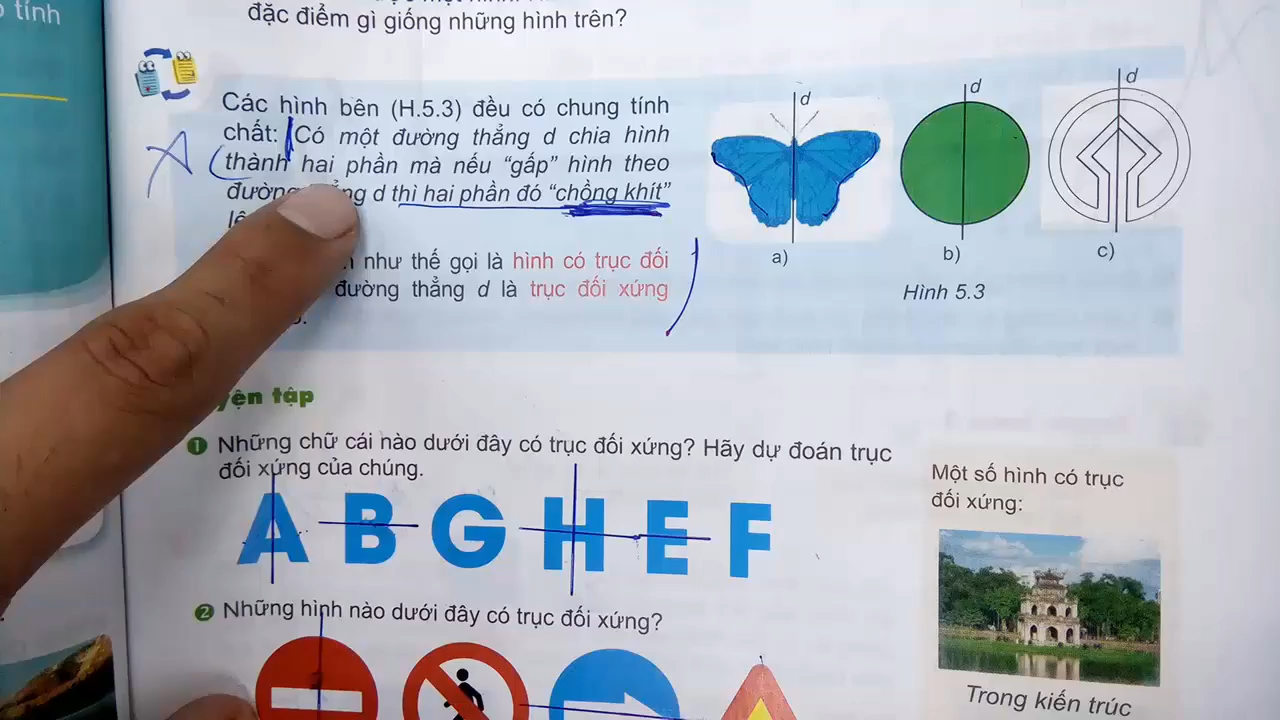 tính
đặc điểm gì giống những hình trên?
Các hình bên (H.5.3) đều có chung tính
chất: Có một đường thẳng d chia hình
A
thành hai phần mà nếu “gấp” hình theo
d thì hai phần đó “chồng khít”
như thế gọi là hình có trục đối
đường thẳng d là trục đối xứng
d
d
d
a)
b)
c)
Hình 5.3
tập
1 Những chữ cái nào dưới đây có trục đối xứng? Hãy dự đoán trục
đối xứng của chúng.
A B G H E F
2 Những hình nào dưới đây có trục đối xứng?
Một số hình có trục
đối xứng:
Trong kiến trúc